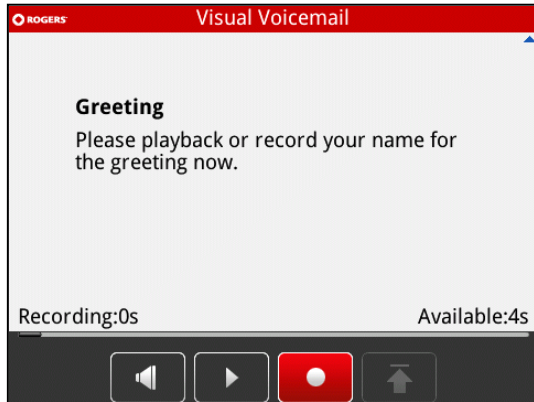 ROGERS
Visual Voicemail
Greeting
Please playback or record your name for
the greeting now.
Recording:0s
Available:4s